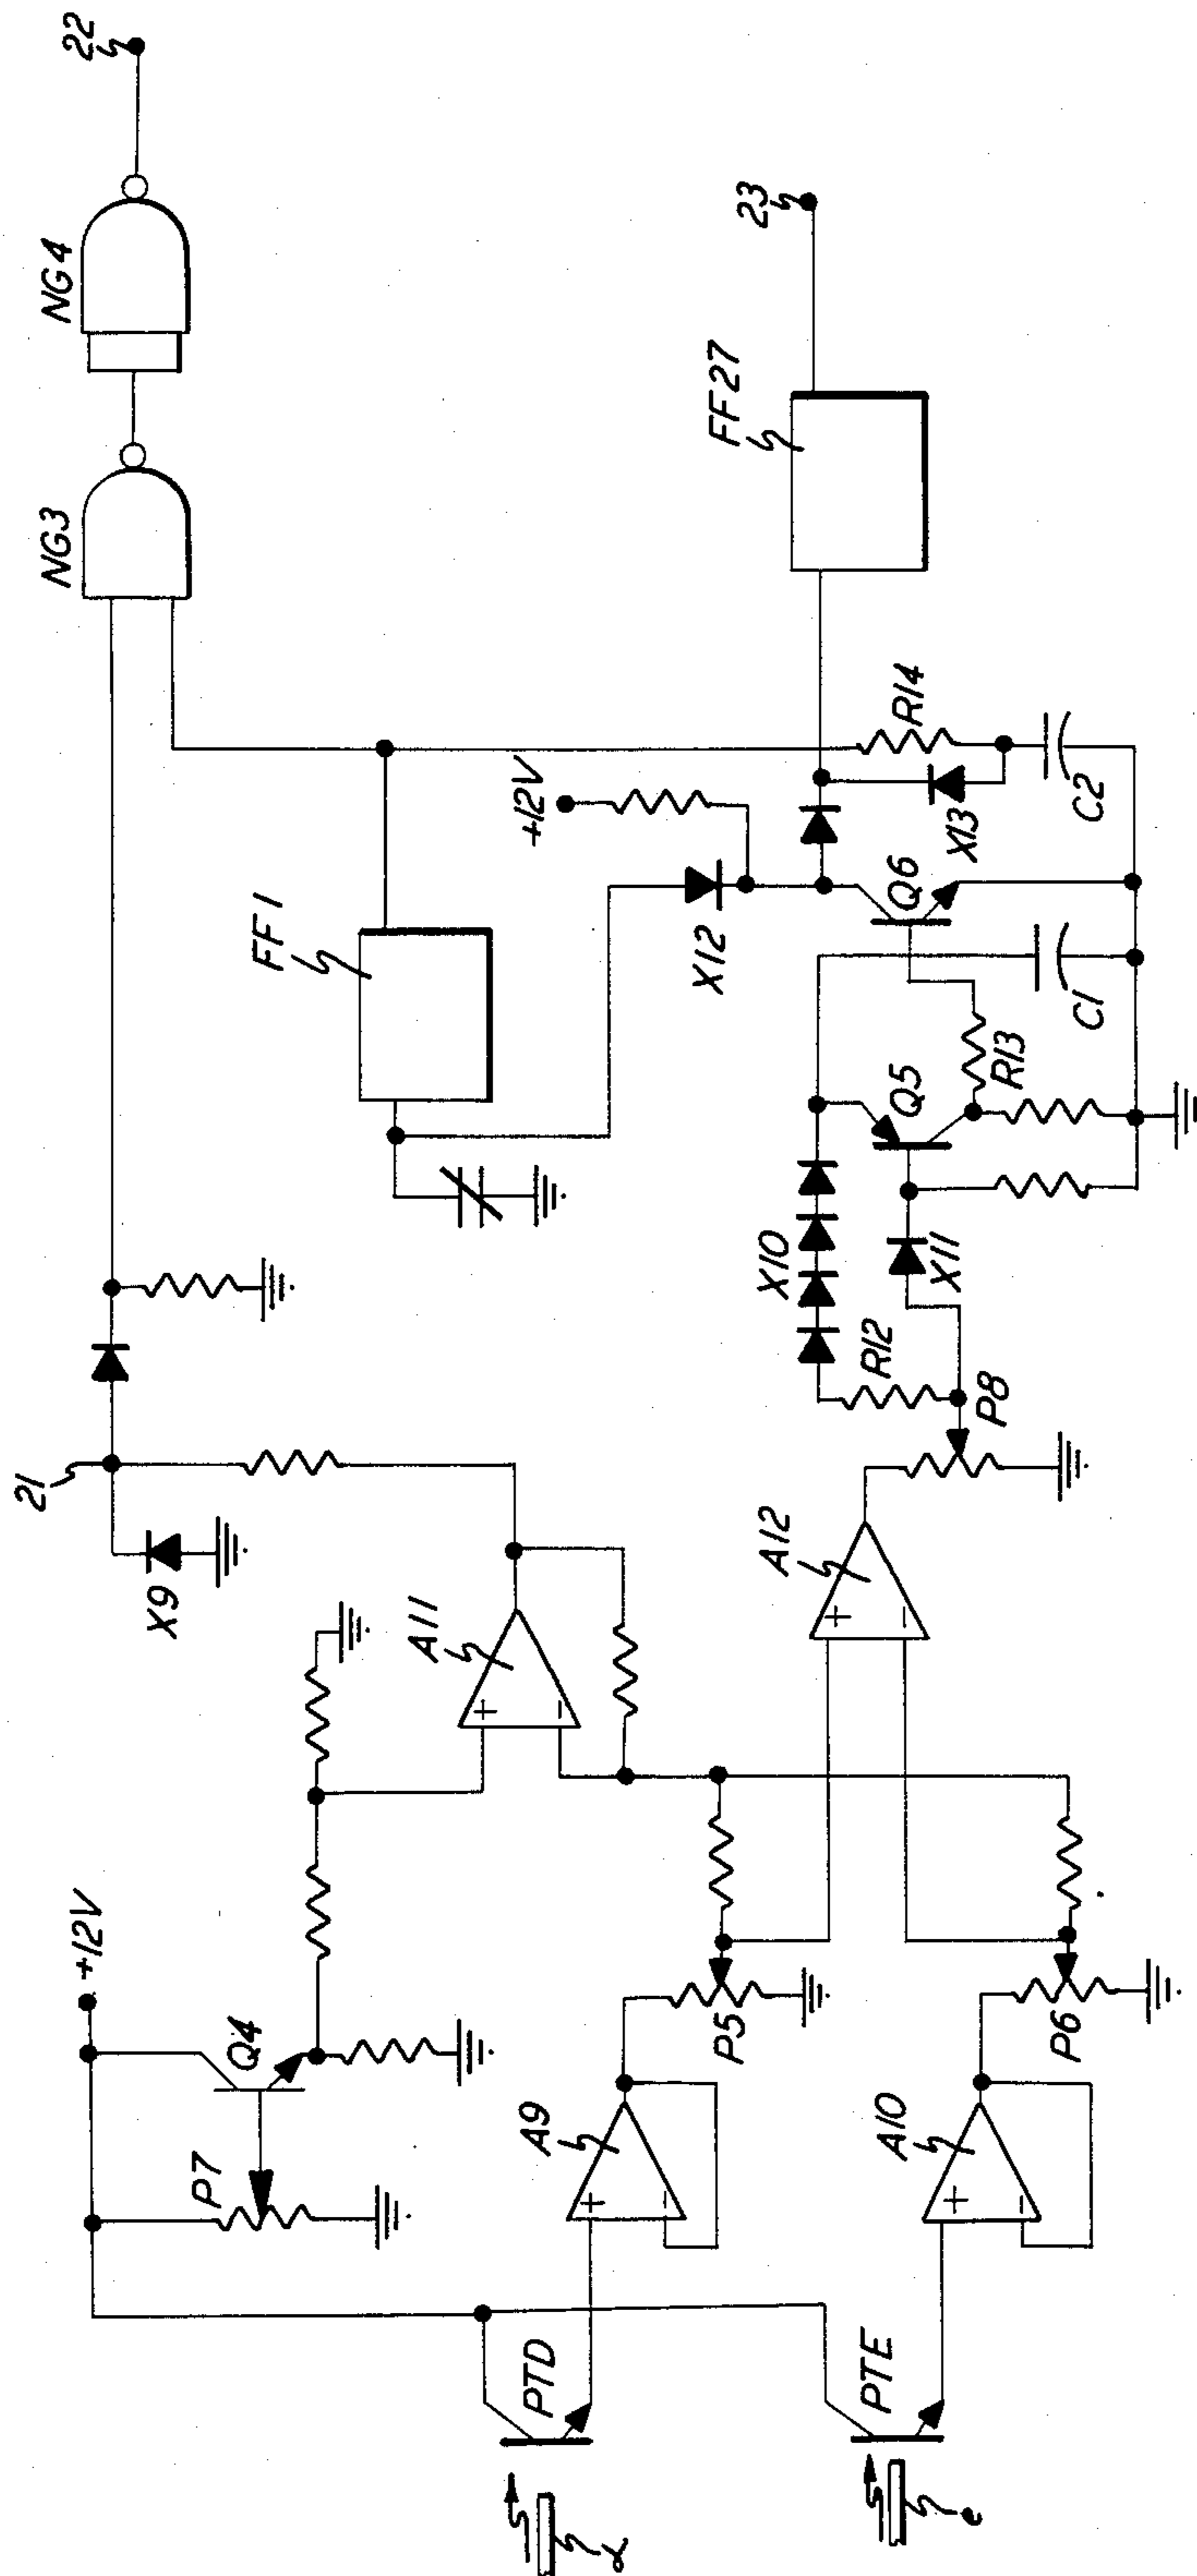 22
NG4
NG3
23
FF27
FF1
+12V
R14
X12
X13
C2
Q6
C1
R13
Q5
X10
X11
R12
P8
21
X9
A11
+
-
A12
+
-
+12V
Q4
P7
P5
P6
A9
+
-
A10
+
-
PTD
PTE
d
e